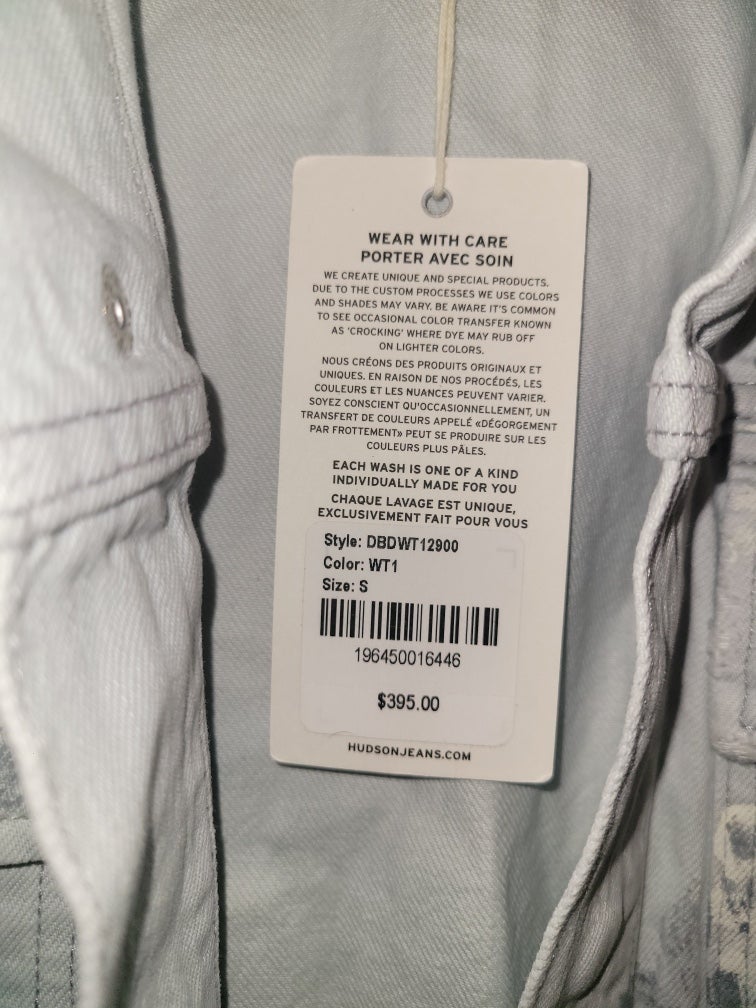 WEAR WITH CARE
PORTER AVEC SOIN
WE CREATE UNIQUE AND SPECIAL PRODUCTS.
DUE TO THE CUSTOM PROCESSES WE USE COLORS
AND SHADES MAY VARY. BE AWARE IT'S COMMON
TO SEE OCCASIONAL COLOR TRANSFER KNOWN
AS 'CROCKING' WHERE DYE MAY RUB OFF
ON LIGHTER COLORS.
NOUS CRÉONS DES PRODUITS ORIGINAUX ET
UNIQUES. EN RAISON DE NOS PROCÉDÉS, LES
COULEURS ET LES NUANCES PEUVENT VARIER.
SOYEZ CONSCIENT QU'OCCASIONNELLEMENT, UN
TRANSFERT DE COULEURS APPELÉ «DÉGORGEMENT
PAR FROTTEMENT» PEUT SE PRODUIRE SUR LES
COULEURS PLUS PÂLES.
EACH WASH IS ONE OF A KIND
INDIVIDUALLY MADE FOR YOU
CHAQUE LAVAGE EST UNIQUE,
EXCLUSIVEMENT FAIT POUR VOUS
Style: DBDWT12900
Color: WT1
Size: S
196450016446
$395.00
HUDSONJEANS.COM